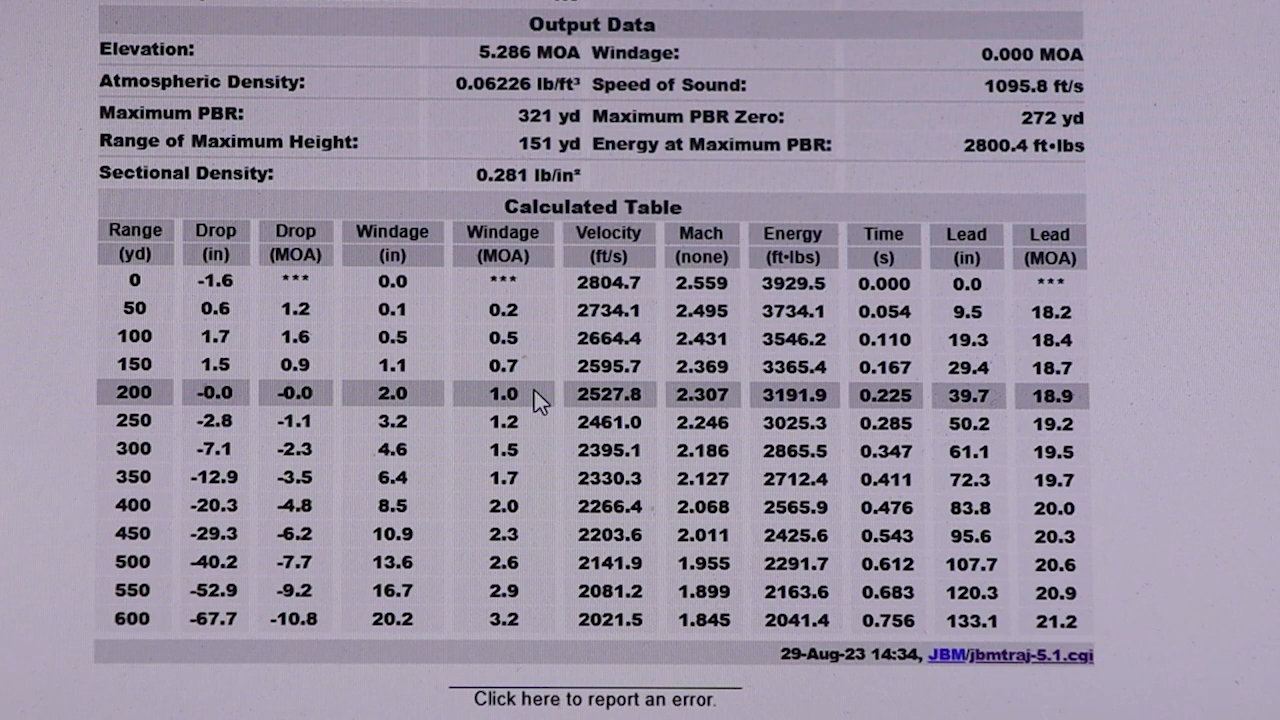 Output Data
Elevation: 5.286 MOA Windage: 0.000 MOA
Atmospheric Density: 0.06226 lb/ft³ Speed of Sound: 1095.8 ft/s
Maximum PBR: 321 yd Maximum PBR Zero: 272 yd
Range of Maximum Height: 151 yd Energy at Maximum PBR: 2800.4 ft•lbs
Sectional Density: 0.281 lb/in²
Calculated Table
Range Drop Drop Windage Windage Velocity Mach Energy Time Lead Lead
(yd) (in) (MOA) (in) (MOA) (ft/s) (none) (ft•lbs) (s) (in) (MOA)
0 -1.6 *** 0.0 *** 2804.7 2.559 3929.5 0.000 0.0 ***
50 0.6 1.2 0.1 0.2 2734.1 2.495 3734.1 0.054 9.5 18.2
100 1.7 1.6 0.5 0.5 2664.4 2.431 3546.2 0.110 19.3 18.4
150 1.5 0.9 1.1 0.7 2595.7 2.369 3365.4 0.167 29.4 18.7
200 -0.0 -0.0 2.0 1.0 2527.8 2.307 3191.9 0.225 39.7 18.9
250 -2.8 -1.1 3.2 1.2 2461.0 2.246 3025.3 0.285 50.2 19.2
300 -7.1 -2.3 4.6 1.5 2395.1 2.186 2865.5 0.347 61.1 19.5
350 -12.9 -3.5 6.4 1.7 2330.3 2.127 2712.4 0.411 72.3 19.7
400 -20.3 -4.8 8.5 2.0 2266.4 2.068 2565.9 0.476 83.8 20.0
450 -29.3 -6.2 10.9 2.3 2203.6 2.011 2425.6 0.543 95.6 20.3
500 -40.2 -7.7 13.6 2.6 2141.9 1.955 2291.7 0.612 107.7 20.6
550 -52.9 -9.2 16.7 2.9 2081.2 1.899 2163.6 0.683 120.3 20.9
600 -67.7 -10.8 20.2 3.2 2021.5 1.845 2041.4 0.756 133.1 21.2
29-Aug-23 14:34, JBM/jbmtraj-5.1.cgi
Click here to report an error.